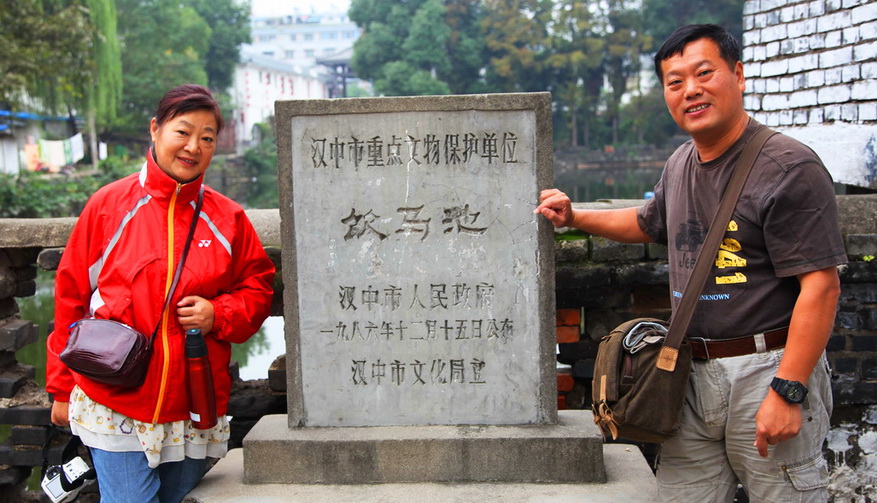 汉中市重点文物保护单位
饮马池
汉中市人民政府
一九八六年十二月十五日公布
汉中市文化局立
Jeep
UNKNOWN